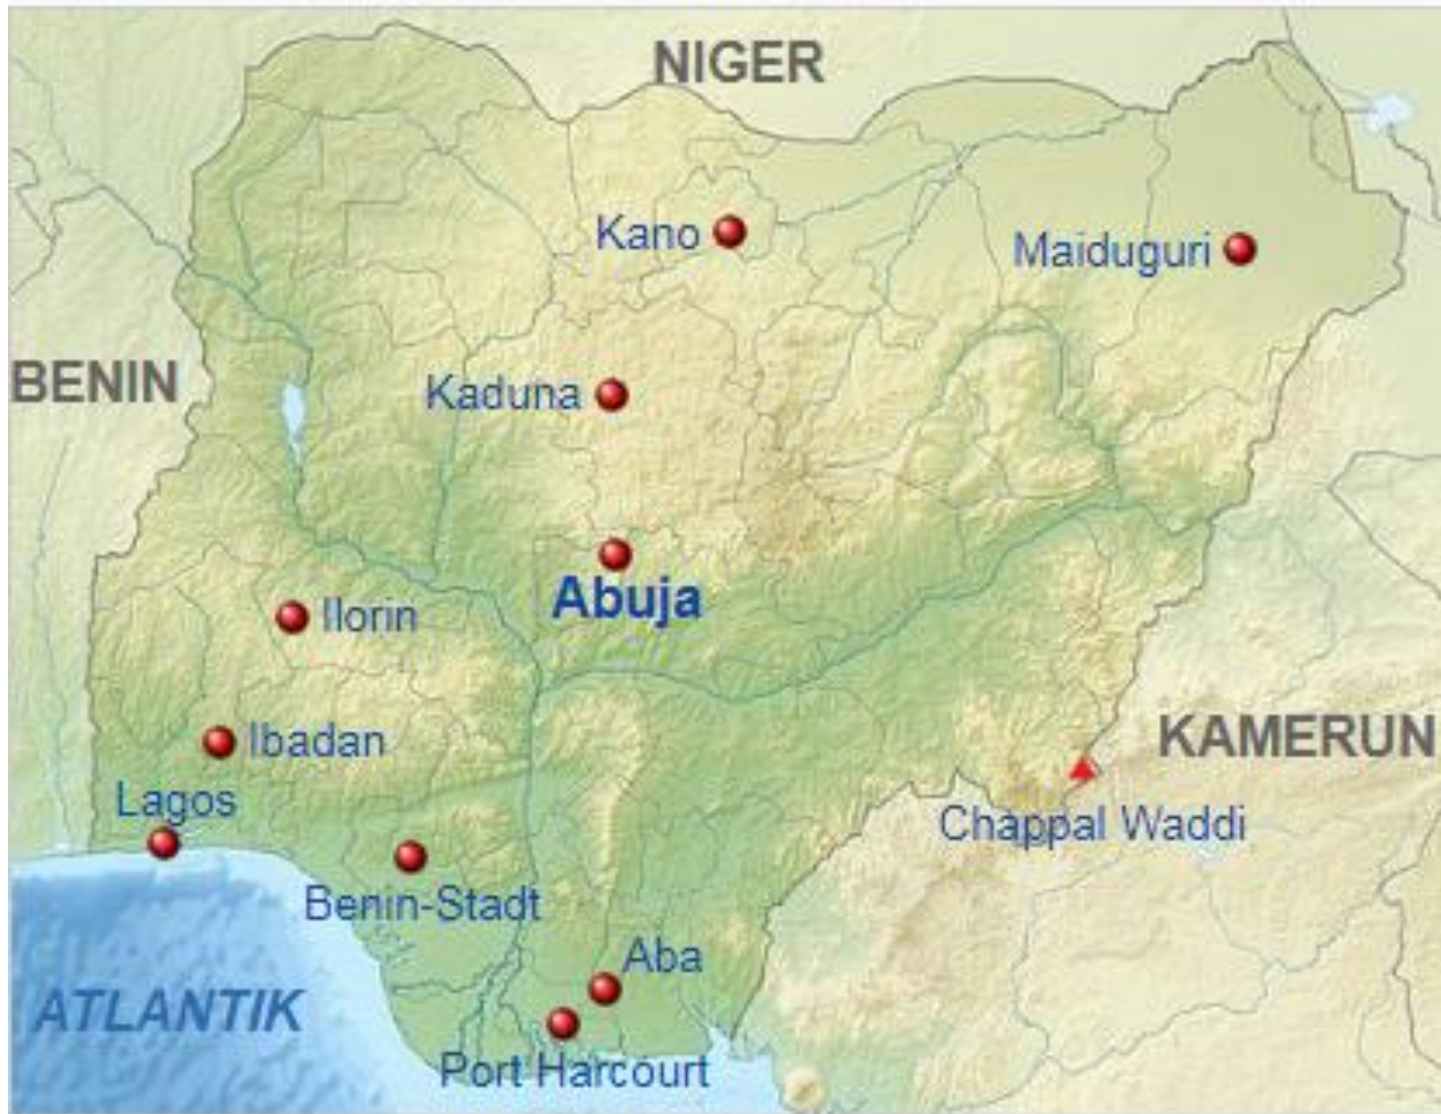 NIGER
Kano
Maiduguri
BENIN
Kaduna
Abuja
Ilorin
Ibadan
KAMERUN
Lagos
Chappal Waddi
Benin-Stadt
Aba
ATLANTIK
Port Harcourt